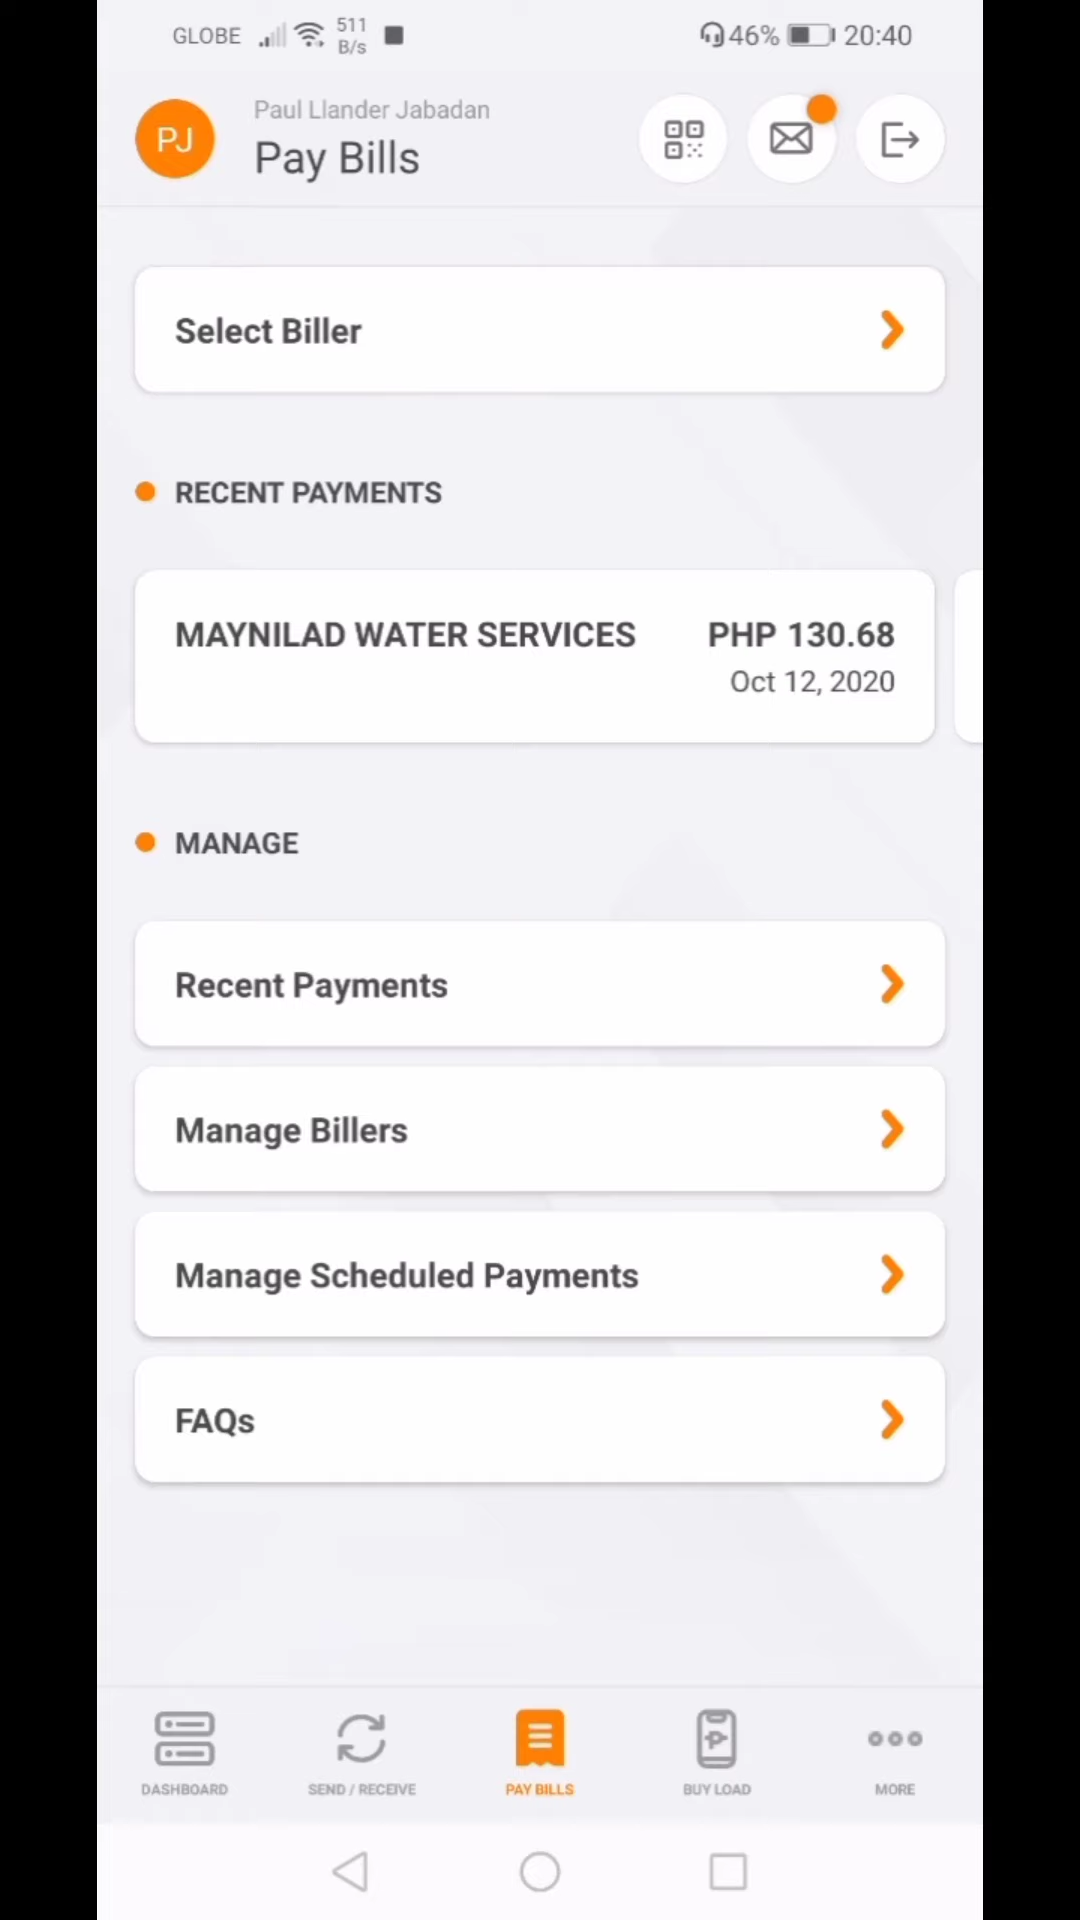 GLOBE 511 B/s 46% 20:40
PJ
Paul Llander Jabadan
Pay Bills
Select Biller
RECENT PAYMENTS
MAYNILAD WATER SERVICES PHP 130.68
Oct 12, 2020
MANAGE
Recent Payments
Manage Billers
Manage Scheduled Payments
FAQs
DASHBOARD SEND / RECEIVE PAY BILLS BUY LOAD MORE